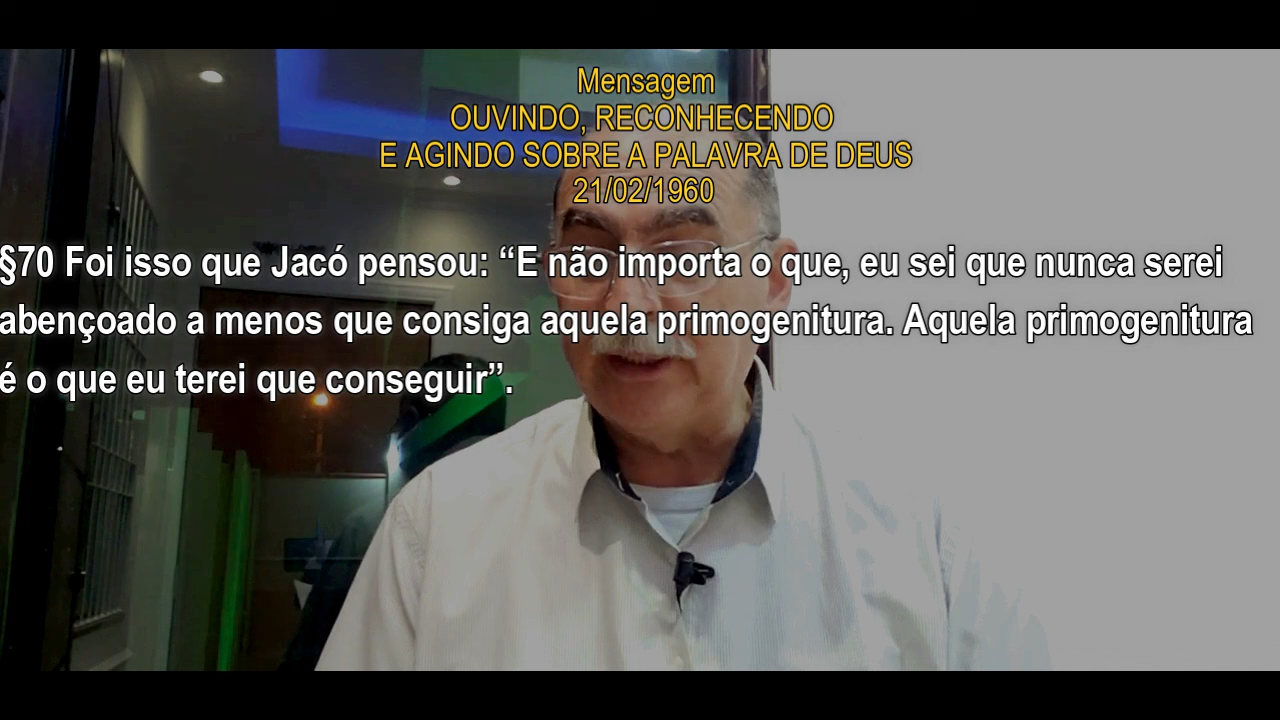 Mensagem
OUVINDO, RECONHECENDO
E AGINDO SOBRE A PALAVRA DE DEUS
21/02/1960
§70 Foi isso que Jacó pensou: “E não importa o que, eu sei que nunca serei
abençoado a menos que consiga aquela primogenitura. Aquela primogenitura
é o que eu terei que conseguir”.